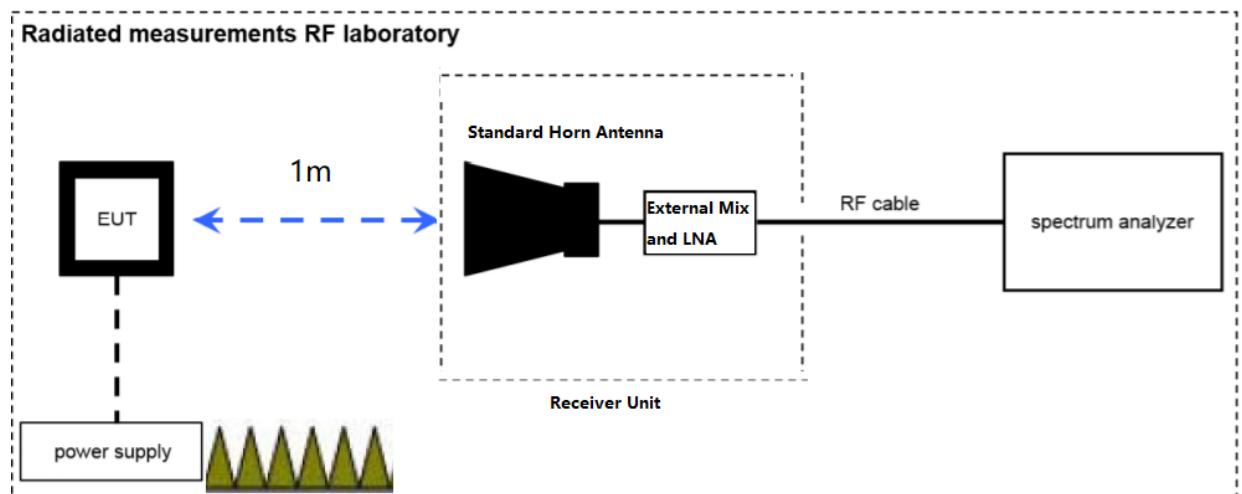 Radiated measurements RF laboratory
Standard Horn Antenna
1m
EUT
External Mix
and LNA
RF cable
spectrum analyzer
Receiver Unit
power supply